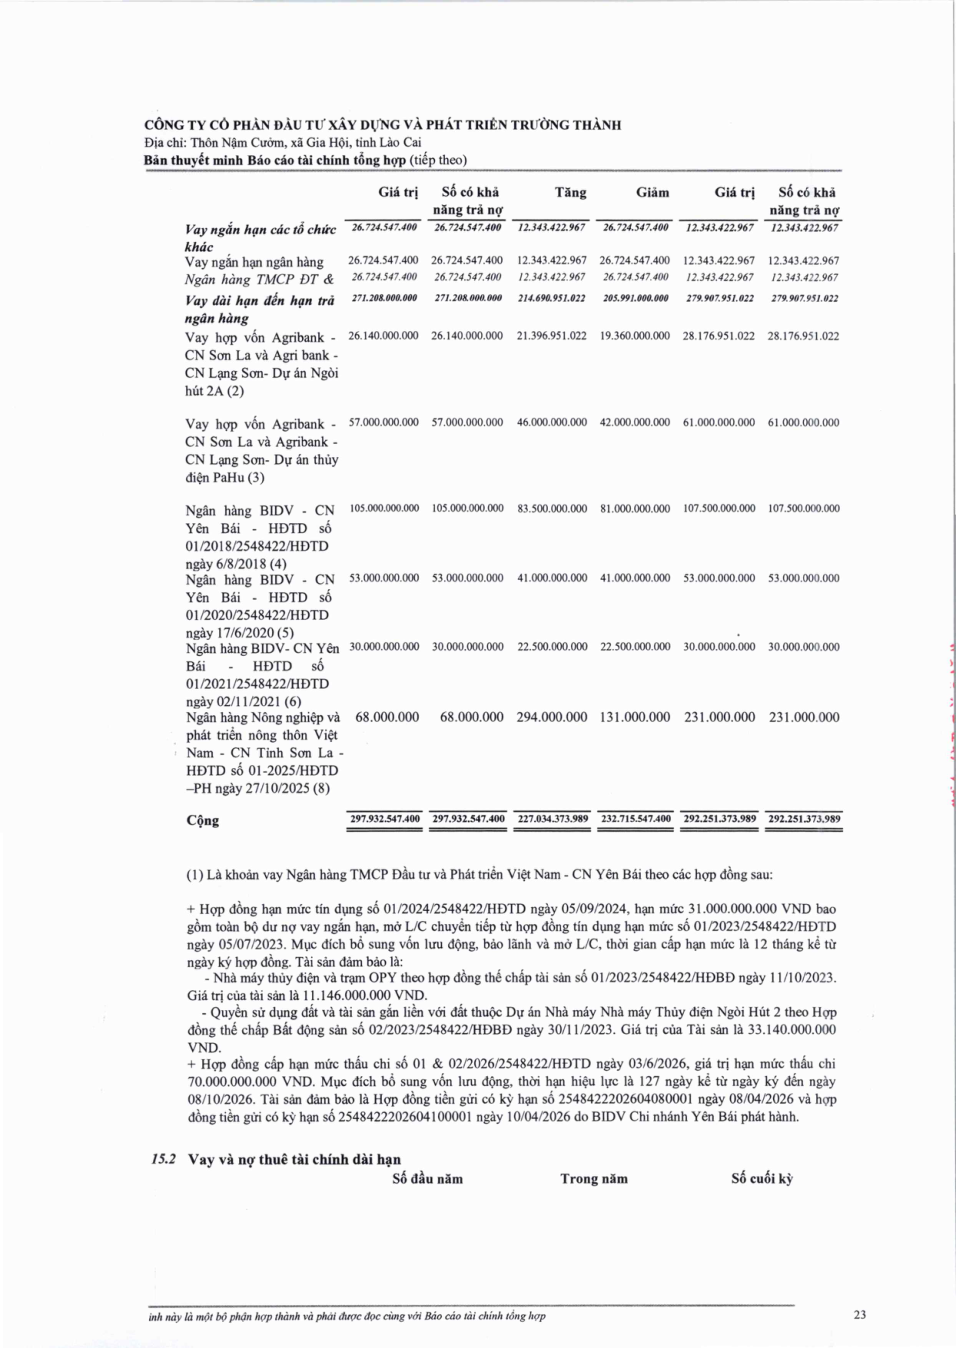 CÔNG TY CỔ PHẦN ĐẦU TƯ XÂY DỰNG VÀ PHÁT TRIỂN TRƯỜNG THÀNH
Địa chỉ: Thôn Nậm Cưởm, xã Gia Hội, tỉnh Lào Cai
Bản thuyết minh Báo cáo tài chính tổng hợp (tiếp theo)
Giá trị Số có khả Tăng Giảm Giá trị Số có khả
năng trả nợ năng trả nợ
Vay ngắn hạn các tổ chức 26.724.547.400 26.724.547.400 12.343.422.967 26.724.547.400 12.343.422.967 12.343.422.967
khác
Vay ngắn hạn ngân hàng 26.724.547.400 26.724.547.400 12.343.422.967 26.724.547.400 12.343.422.967 12.343.422.967
Ngân hàng TMCP ĐT & 26.724.547.400 26.724.547.400 12.343.422.967 26.724.547.400 12.343.422.967 12.343.422.967
Vay dài hạn đến hạn trả 271.208.000.000 271.208.000.000 214.690.951.022 205.991.000.000 279.907.951.022 279.907.951.022
ngân hàng
Vay hợp vốn Agribank - 26.140.000.000 26.140.000.000 21.396.951.022 19.360.000.000 28.176.951.022 28.176.951.022
CN Sơn La và Agri bank -
CN Lạng Sơn- Dự án Ngòi
hút 2A (2)
Vay hợp vốn Agribank - 57.000.000.000 57.000.000.000 46.000.000.000 42.000.000.000 61.000.000.000 61.000.000.000
CN Sơn La và Agribank -
CN Lạng Sơn- Dự án thủy
điện PaHu (3)
Ngân hàng BIDV - CN 105.000.000.000 105.000.000.000 83.500.000.000 81.000.000.000 107.500.000.000 107.500.000.000
Yên Bái - HĐTD số
01/2018/2548422/HĐTD
ngày 6/8/2018 (4)
Ngân hàng BIDV - CN 53.000.000.000 53.000.000.000 41.000.000.000 41.000.000.000 53.000.000.000 53.000.000.000
Yên Bái - HĐTD số
01/2020/2548422/HĐTD
ngày 17/6/2020 (5)
Ngân hàng BIDV- CN Yên 30.000.000.000 30.000.000.000 22.500.000.000 22.500.000.000 30.000.000.000 30.000.000.000
Bái - HĐTD số
01/2021/2548422/HĐTD
ngày 02/11/2021 (6)
Ngân hàng Nông nghiệp và 68.000.000 68.000.000 294.000.000 131.000.000 231.000.000 231.000.000
phát triển nông thôn Việt
Nam - CN Tỉnh Sơn La -
HĐTD số 01-2025/HĐTD
–PH ngày 27/10/2025 (8)
Cộng 297.932.547.400 297.932.547.400 227.034.373.989 232.715.547.400 292.251.373.989 292.251.373.989
(1) Là khoản vay Ngân hàng TMCP Đầu tư và Phát triển Việt Nam - CN Yên Bái theo các hợp đồng sau:
+ Hợp đồng hạn mức tín dụng số 01/2024/2548422/HĐTD ngày 05/09/2024, hạn mức 31.000.000.000 VND bao
gồm toàn bộ dư nợ vay ngắn hạn, mở L/C chuyển tiếp từ hợp đồng tín dụng hạn mức số 01/2023/2548422/HĐTD
ngày 05/07/2023. Mục đích bổ sung vốn lưu động, bảo lãnh và mở L/C, thời gian cấp hạn mức là 12 tháng kể từ
ngày ký hợp đồng. Tài sản đảm bảo là:
- Nhà máy thủy điện và trạm OPY theo hợp đồng thế chấp tài sản số 01/2023/2548422/HĐBĐ ngày 11/10/2023.
Giá trị của tài sản là 11.146.000.000 VND.
- Quyền sử dụng đất và tài sản gắn liền với đất thuộc Dự án Nhà máy Nhà máy Thủy điện Ngòi Hút 2 theo Hợp
đồng thế chấp Bất động sản số 02/2023/2548422/HĐBĐ ngày 30/11/2023. Giá trị của Tài sản là 33.140.000.000
VND.
+ Hợp đồng cấp hạn mức thấu chi số 01 & 02/2026/2548422/HĐTD ngày 03/6/2026, giá trị hạn mức thấu chi
70.000.000.000 VND. Mục đích bổ sung vốn lưu động, thời hạn hiệu lực là 127 ngày kể từ ngày ký đến ngày
08/10/2026. Tài sản đảm bảo là Hợp đồng tiền gửi có kỳ hạn số 2548422202604080001 ngày 08/04/2026 và hợp
đồng tiền gửi có kỳ hạn số 2548422202604100001 ngày 10/04/2026 do BIDV Chi nhánh Yên Bái phát hành.
15.2 Vay và nợ thuê tài chính dài hạn
Số đầu năm Trong năm Số cuối kỳ
inh này là một bộ phận hợp thành và phải được đọc cùng với Báo cáo tài chính tổng hợp 23